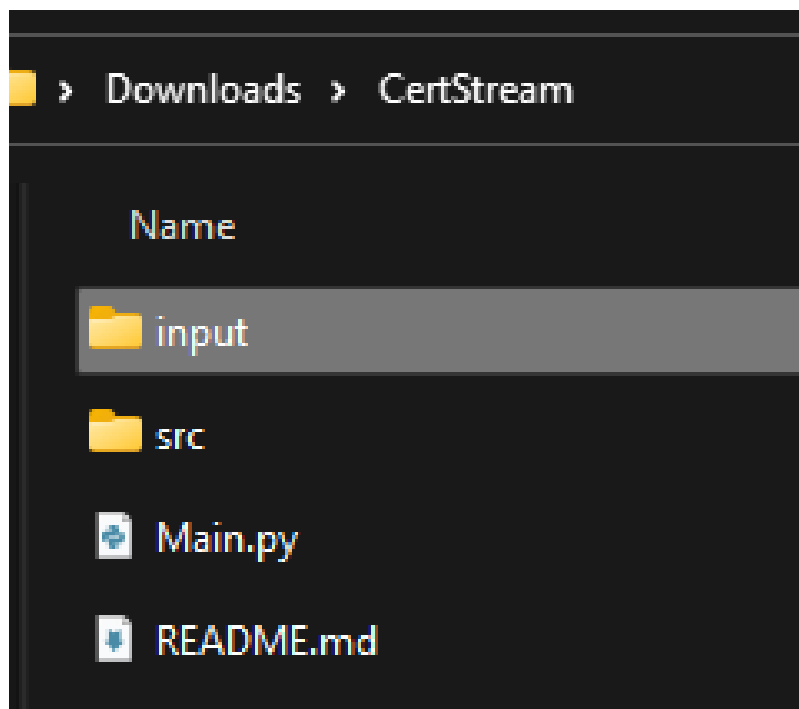 Downloads > CertStream
Name
input
src
Main.py
README.md